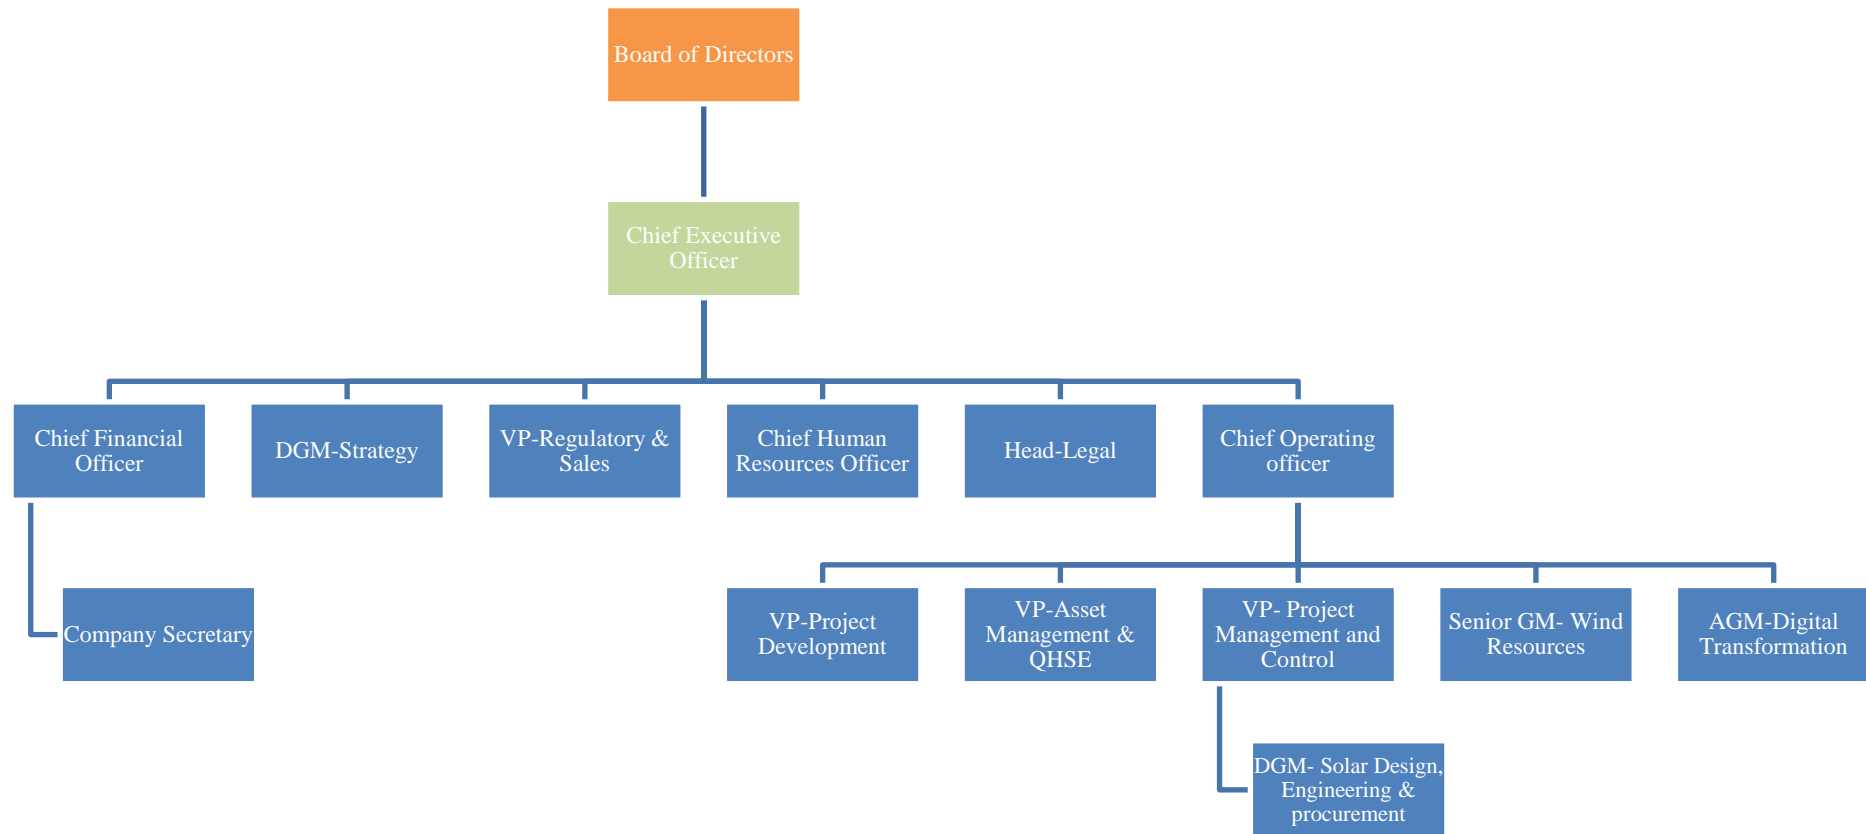 Board of Directors
Chief Executive
Officer
Chief Financial
Officer
DGM-Strategy
VP-Regulatory &
Sales
Chief Human
Resources Officer
Head-Legal
Chief Operating
officer
Company Secretary
VP-Project
Development
VP-Asset
Management &
QHSE
VP- Project
Management and
Control
Senior GM- Wind
Resources
AGM-Digital
Transformation
DGM- Solar Design,
Engineering &
procurement